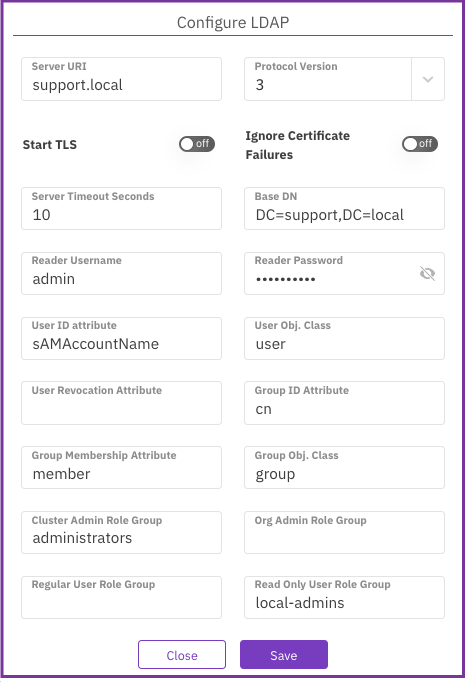 Configure LDAP
Server URI
support.local
Protocol Version
3
Start TLS
off
Ignore Certificate
Failures
off
Server Timeout Seconds
10
Base DN
DC=support,DC=local
Reader Username
admin
Reader Password
••••••••••
User ID attribute
sAMAccountName
User Obj. Class
user
User Revocation Attribute
Group ID Attribute
cn
Group Membership Attribute
member
Group Obj. Class
group
Cluster Admin Role Group
administrators
Org Admin Role Group
Regular User Role Group
Read Only User Role Group
local-admins
Close
Save